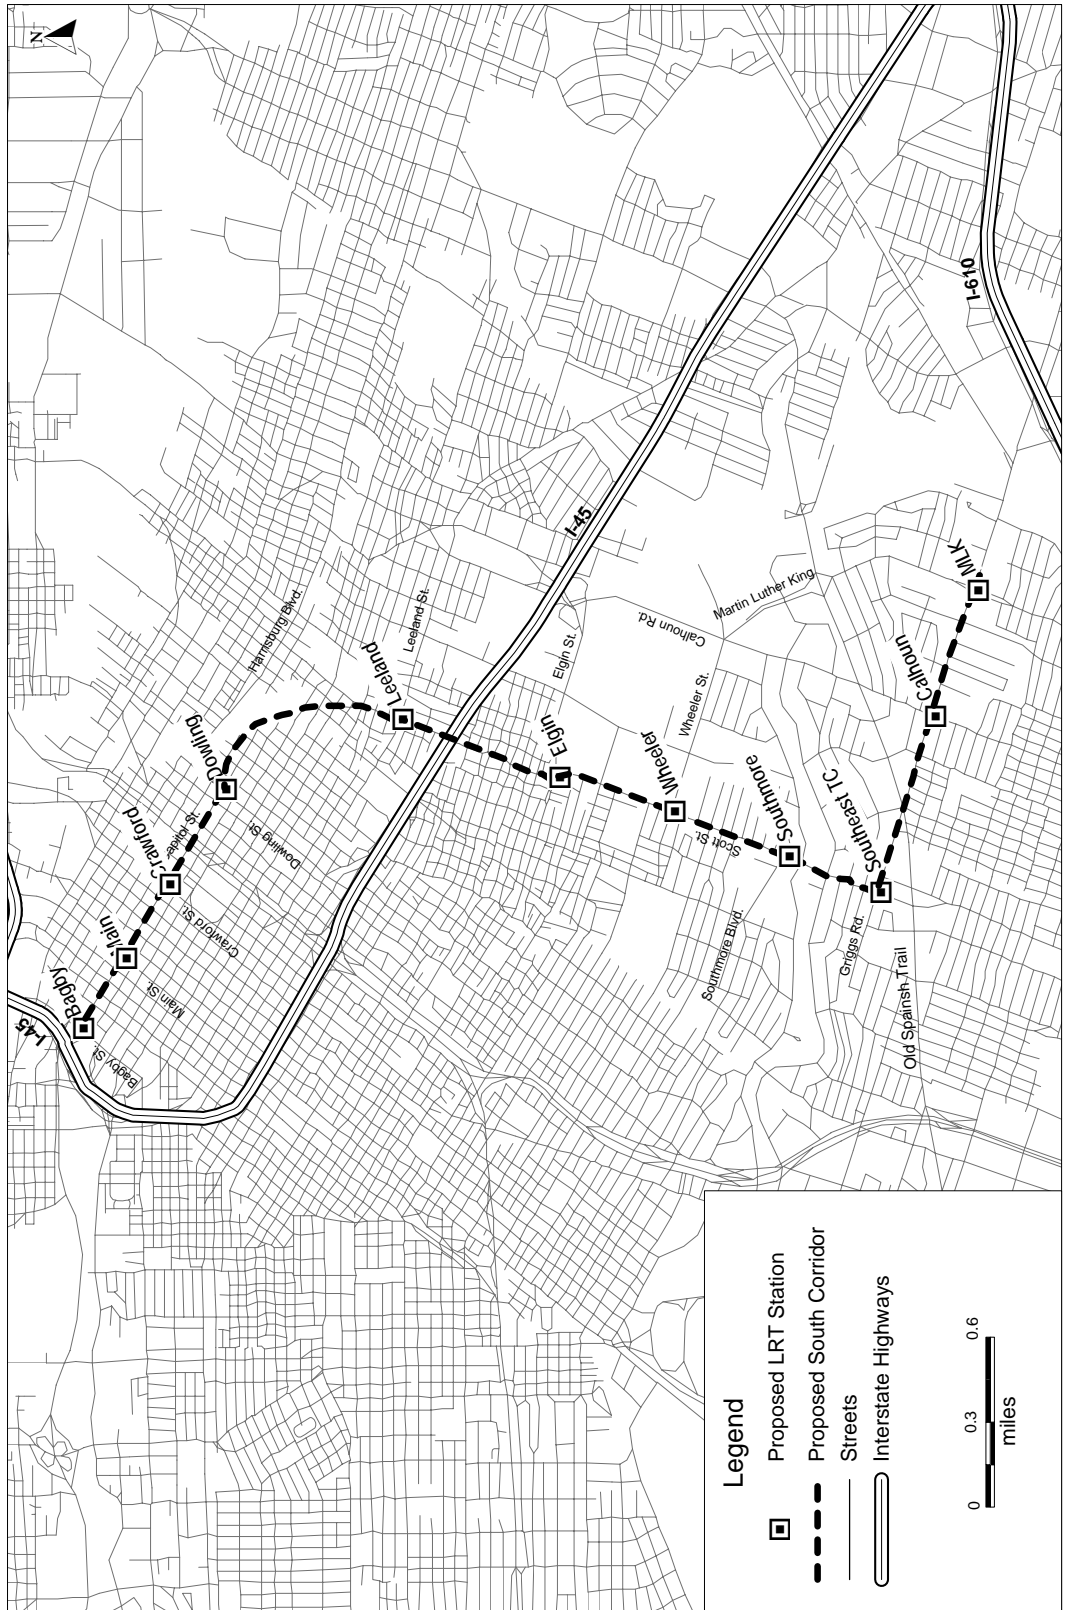 N
I-45
Bagby
Main
Crawford
Dowling
Leeland
Elgin
Wheeler
Southmore
Southeast TC
Calhoun
MLK
Bagby St.
Main St.
Crawford St.
apitol St.
Dowling St.
Harrisburg Blvd.
Leeland St.
I-45
Elgin St.
Calhoun Rd.
Martin Luther King
Wheeler St.
Scott St.
Southmore Blvd.
Griggs Rd.
Old Spainsh Trail
I-610
Legend
Proposed LRT Station
Proposed South Corridor
Streets
Interstate Highways
0 0.3 0.6
miles